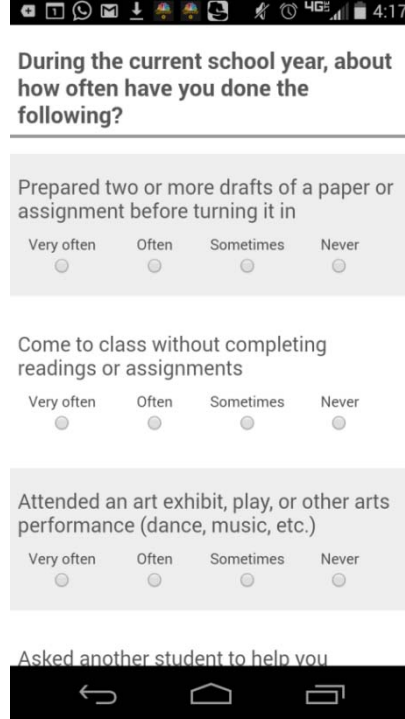 4G 4:17
During the current school year, about
how often have you done the
following?
Prepared two or more drafts of a paper or
assignment before turning it in
Very often Often Sometimes Never
Come to class without completing
readings or assignments
Very often Often Sometimes Never
Attended an art exhibit, play, or other arts
performance (dance, music, etc.)
Very often Often Sometimes Never
Asked another student to help you